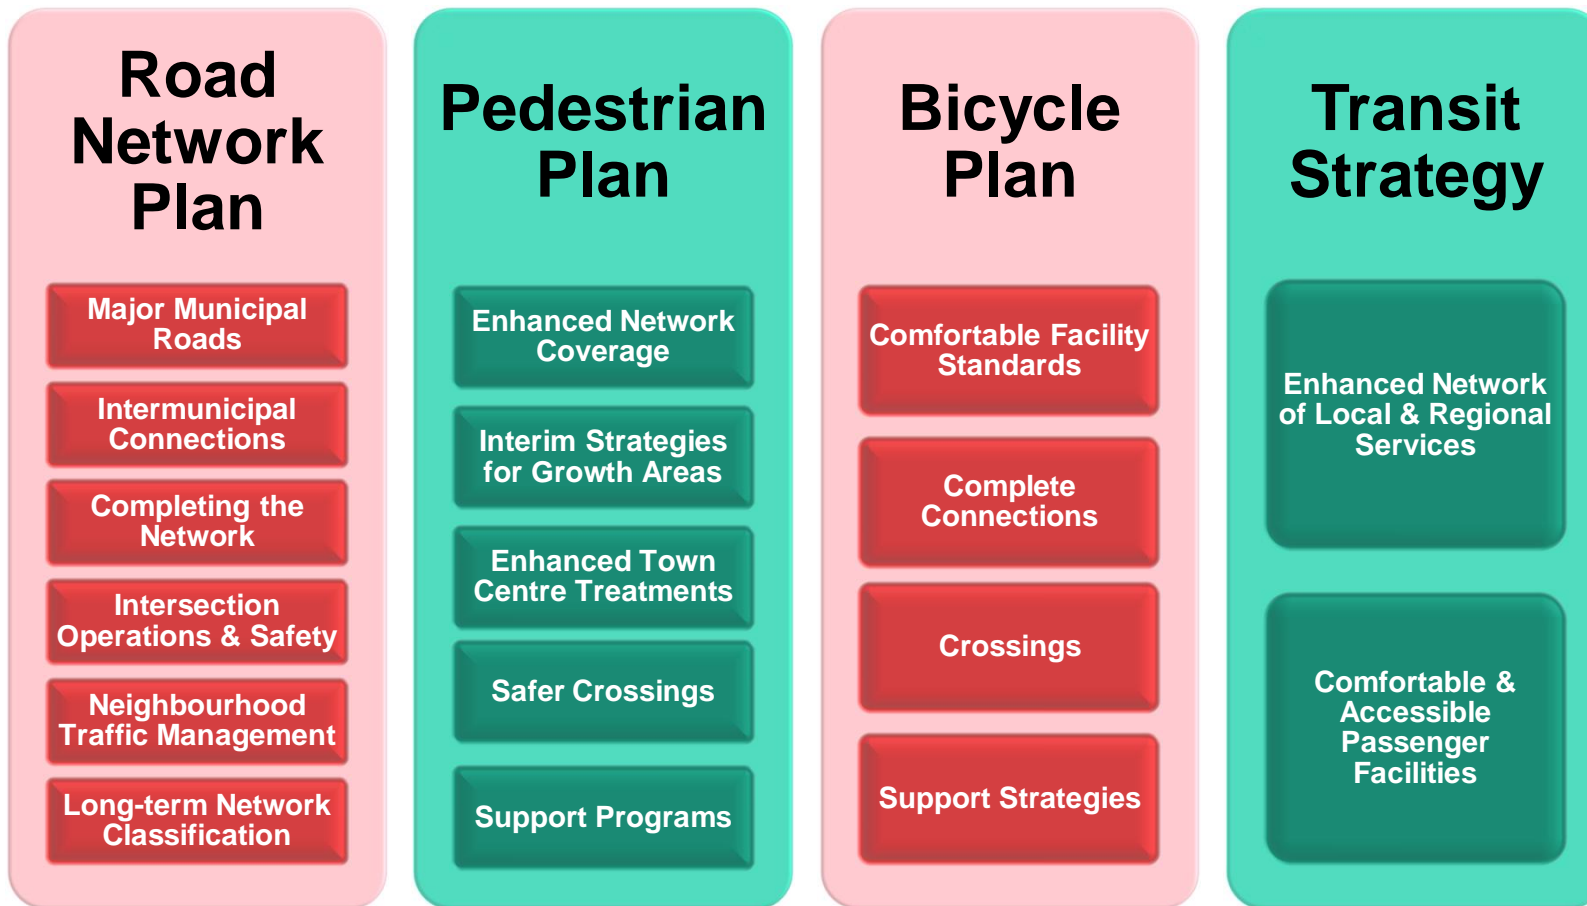 Road
Network
Plan
Major Municipal
Roads
Intermunicipal
Connections
Completing the
Network
Intersection
Operations & Safety
Neighbourhood
Traffic Management
Long-term Network
Classification
Pedestrian
Plan
Enhanced Network
Coverage
Interim Strategies
for Growth Areas
Enhanced Town
Centre Treatments
Safer Crossings
Support Programs
Bicycle
Plan
Comfortable Facility
Standards
Complete
Connections
Crossings
Support Strategies
Transit
Strategy
Enhanced Network
of Local & Regional
Services
Comfortable &
Accessible
Passenger
Facilities